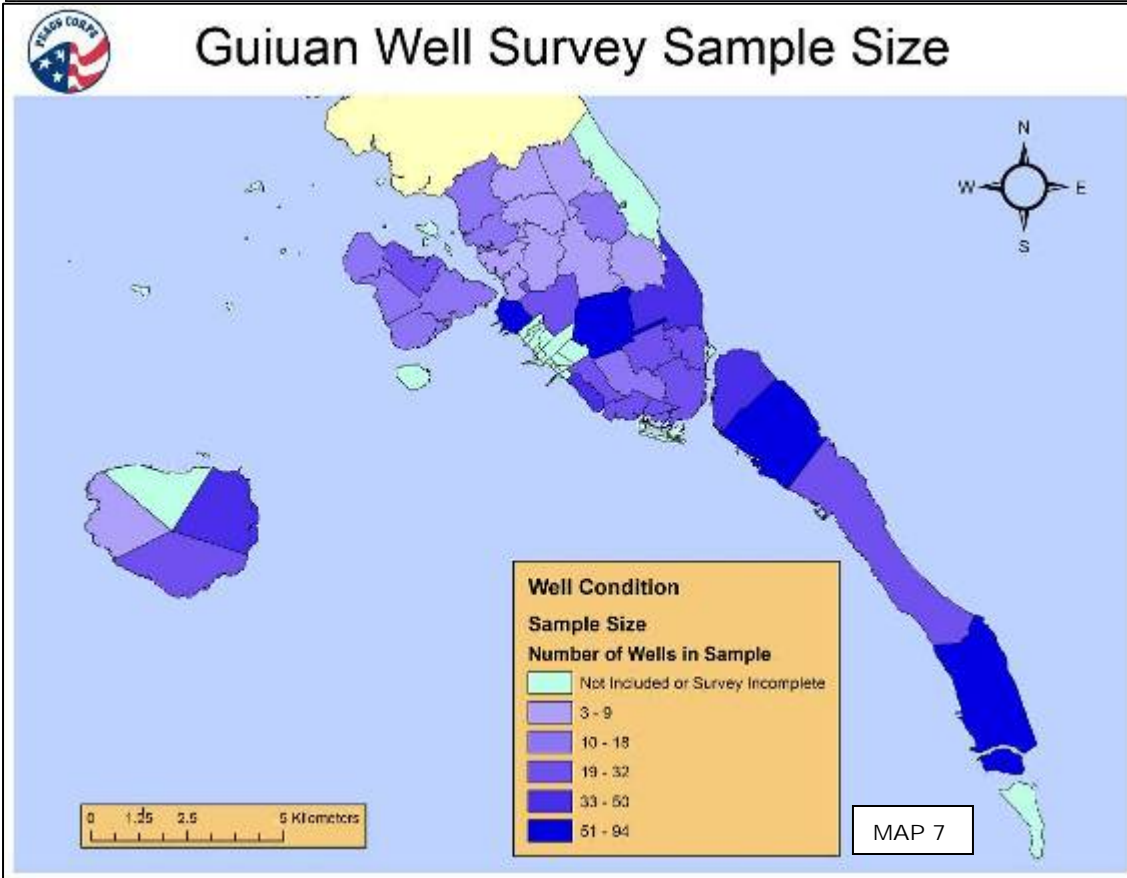 PEACE CORPS
Guiuan Well Survey Sample Size
N
W E
S
Well Condition
Sample Size
Number of Wells in Sample
Not Included or Survey Incomplete
3 - 9
10 - 18
19 - 32
33 - 50
51 - 94
0 1.25 2.5 5 Kilometers
MAP 7